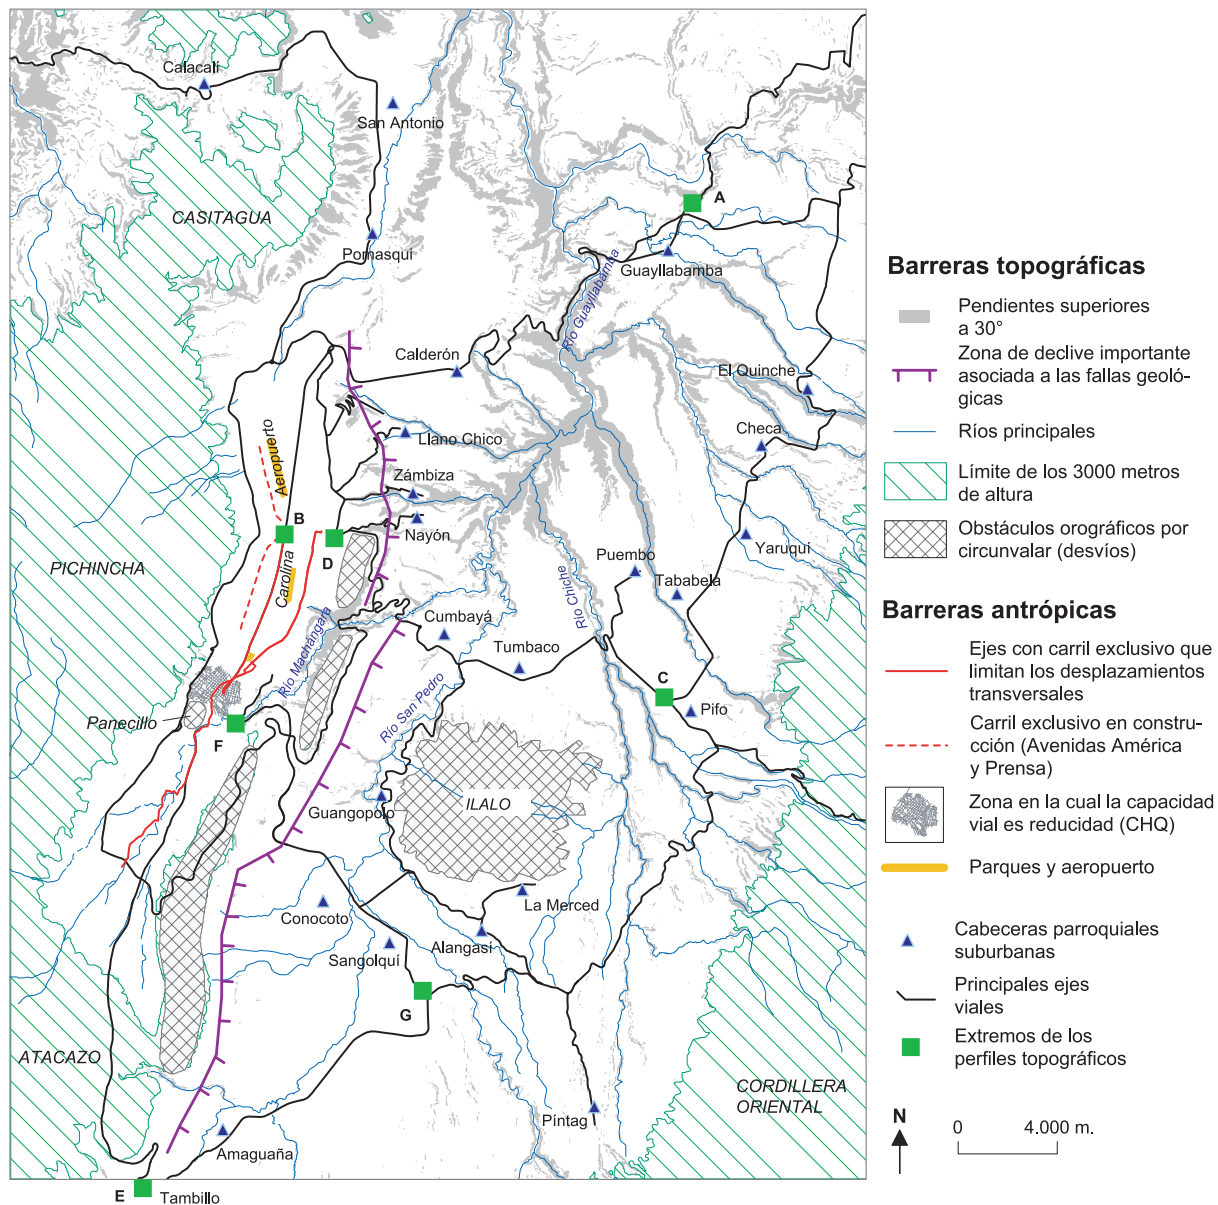 Calacalí
San Antonio
CASITAGUA
Pomasqui
A
Guayllabamba
Río Guayllabamba
Calderón
El Quinche
Checa
Llano Chico
Aeropuerto
Zámbiza
B
Nayón
D
Yaruquí
Puembo
Tababela
PICHINCHA
Carolina
Río Chiche
Cumbayá
Río Machángara
Tumbaco
C
Pifo
Panecillo
F
Río San Pedro
Guangopolo
ILALO
La Merced
Conocoto
Alangasí
Sangolquí
G
ATACAZO
CORDILLERA
ORIENTAL
Píntag
Amaguaña
E
Tambillo
Barreras topográficas
Pendientes superiores
a 30°
Zona de declive importante
asociada a las fallas geoló-
gicas
Ríos principales
Límite de los 3000 metros
de altura
Obstáculos orográficos por
circunvalar (desvíos)
Barreras antrópicas
Ejes con carril exclusivo que
limitan los desplazamientos
transversales
Carril exclusivo en constru-
cción (Avenidas América
y Prensa)
Zona en la cual la capacidad
vial es reducidad (CHQ)
Parques y aeropuerto
Cabeceras parroquiales
suburbanas
Principales ejes
viales
Extremos de los
perfiles topográficos
N
0 4.000 m.